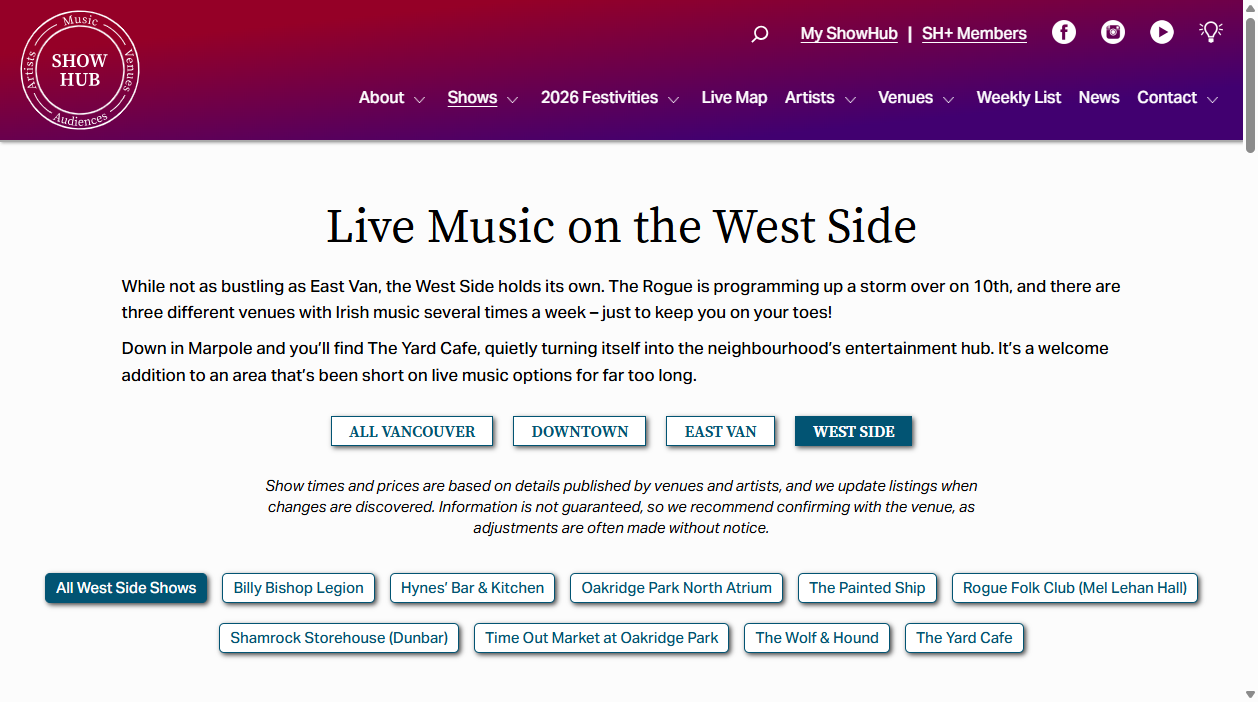 Music
Artists
SHOW
HUB
Venues
Audiences
My ShowHub | SH+ Members
About Shows 2026 Festivities Live Map Artists Venues Weekly List News Contact
Live Music on the West Side
While not as bustling as East Van, the West Side holds its own. The Rogue is programming up a storm over on 10th, and there are
three different venues with Irish music several times a week – just to keep you on your toes!
Down in Marpole and you’ll find The Yard Cafe, quietly turning itself into the neighbourhood’s entertainment hub. It’s a welcome
addition to an area that’s been short on live music options for far too long.
ALL VANCOUVER DOWNTOWN EAST VAN WEST SIDE
Show times and prices are based on details published by venues and artists, and we update listings when
changes are discovered. Information is not guaranteed, so we recommend confirming with the venue, as
adjustments are often made without notice.
All West Side Shows Billy Bishop Legion Hynes’ Bar & Kitchen Oakridge Park North Atrium The Painted Ship Rogue Folk Club (Mel Lehan Hall)
Shamrock Storehouse (Dunbar) Time Out Market at Oakridge Park The Wolf & Hound The Yard Cafe